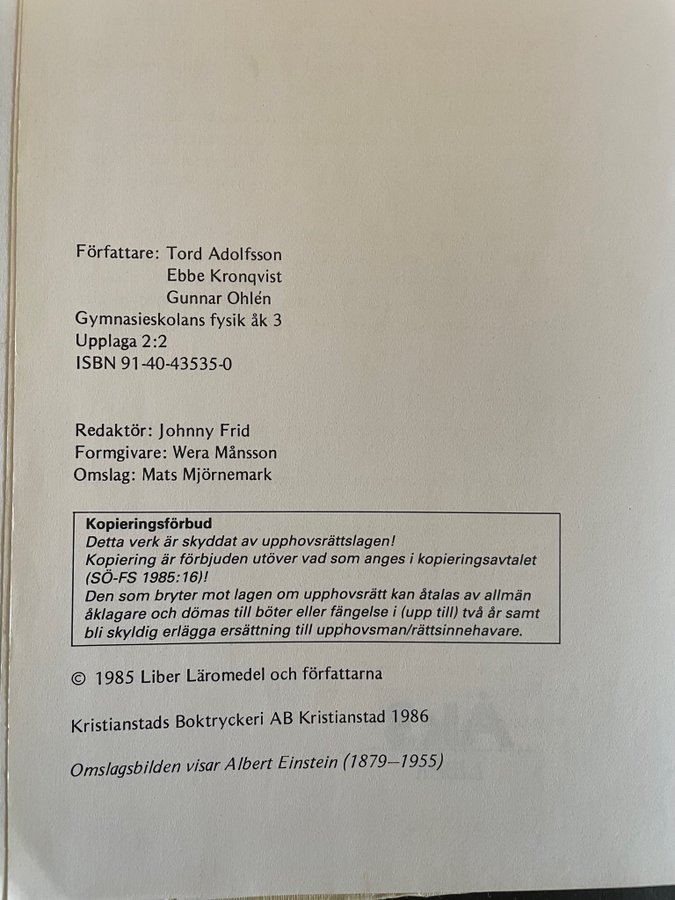 Författare: Tord Adolfsson
Ebbe Kronqvist
Gunnar Ohlén
Gymnasieskolans fysik åk 3
Upplaga 2:2
ISBN 91-40-43535-0
Redaktör: Johnny Frid
Formgivare: Wera Månsson
Omslag: Mats Mjörnemark
Kopieringsförbud
Detta verk är skyddat av upphovsrättslagen!
Kopiering är förbjuden utöver vad som anges i kopieringsavtalet
(SÖ-FS 1985:16)!
Den som bryter mot lagen om upphovsrätt kan åtalas av allmän
åklagare och dömas till böter eller fängelse i (upp till) två år samt
bli skyldig erlägga ersättning till upphovsman/rättsinnehavare.
© 1985 Liber Läromedel och författarna
Kristianstads Boktryckeri AB Kristianstad 1986
Omslagsbilden visar Albert Einstein (1879–1955)